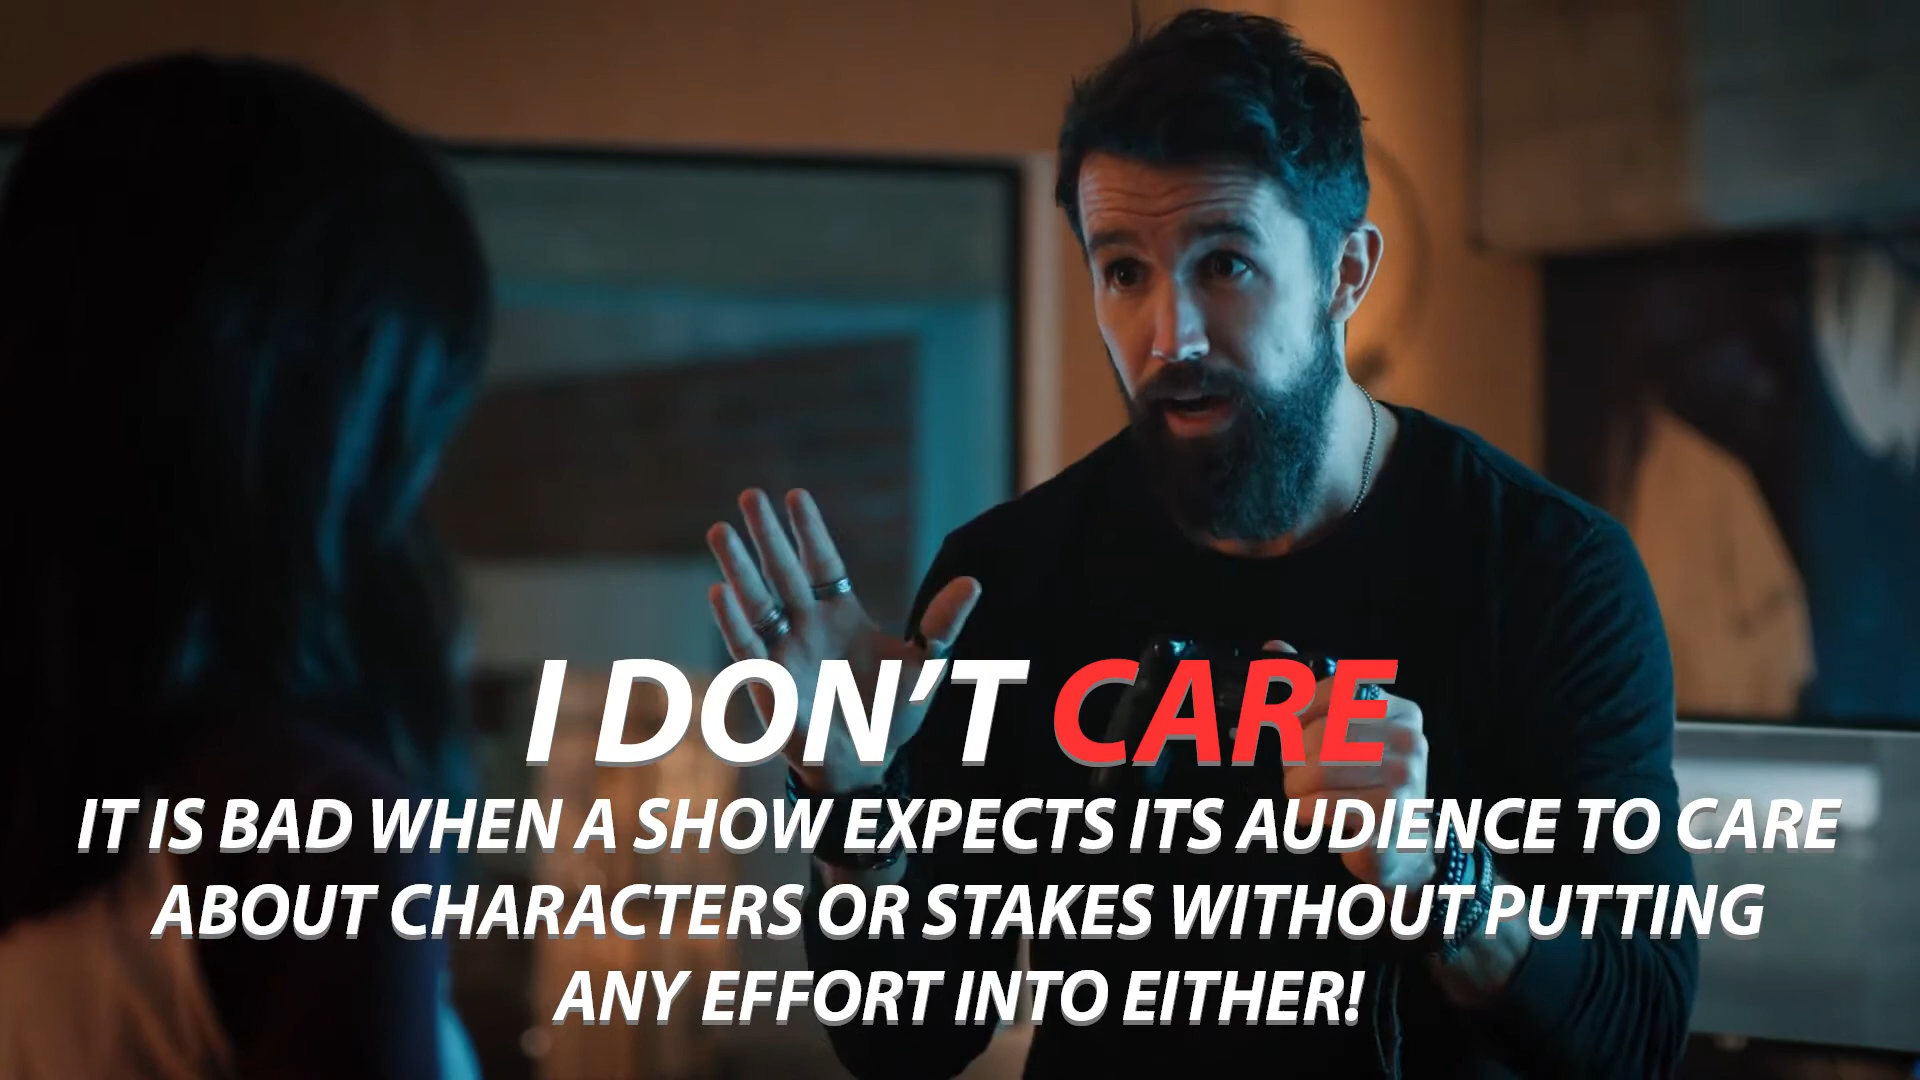 I DON'T CARE
IT IS BAD WHEN A SHOW EXPECTS ITS AUDIENCE TO CARE
ABOUT CHARACTERS OR STAKES WITHOUT PUTTING
ANY EFFORT INTO EITHER!